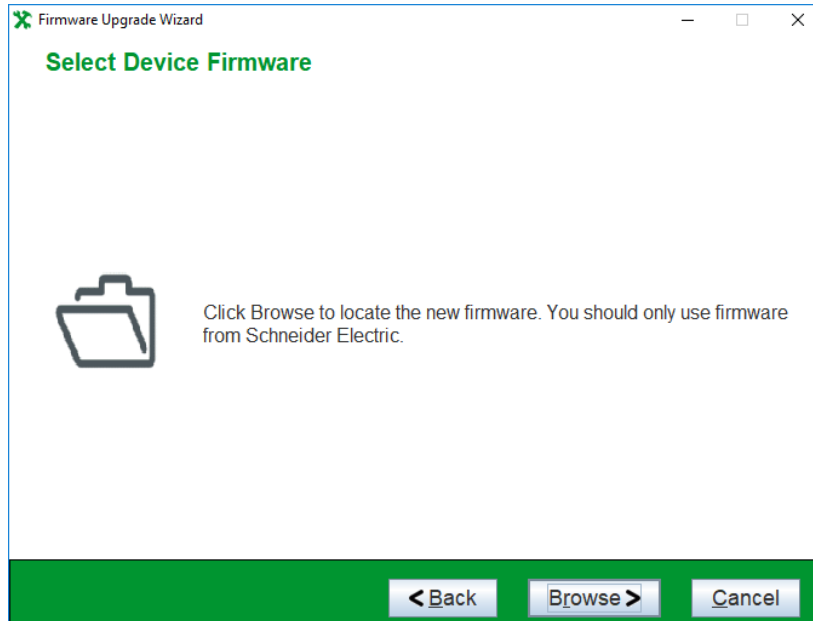 Firmware Upgrade Wizard
Select Device Firmware
Click Browse to locate the new firmware. You should only use firmware
from Schneider Electric.
< Back Browse > Cancel